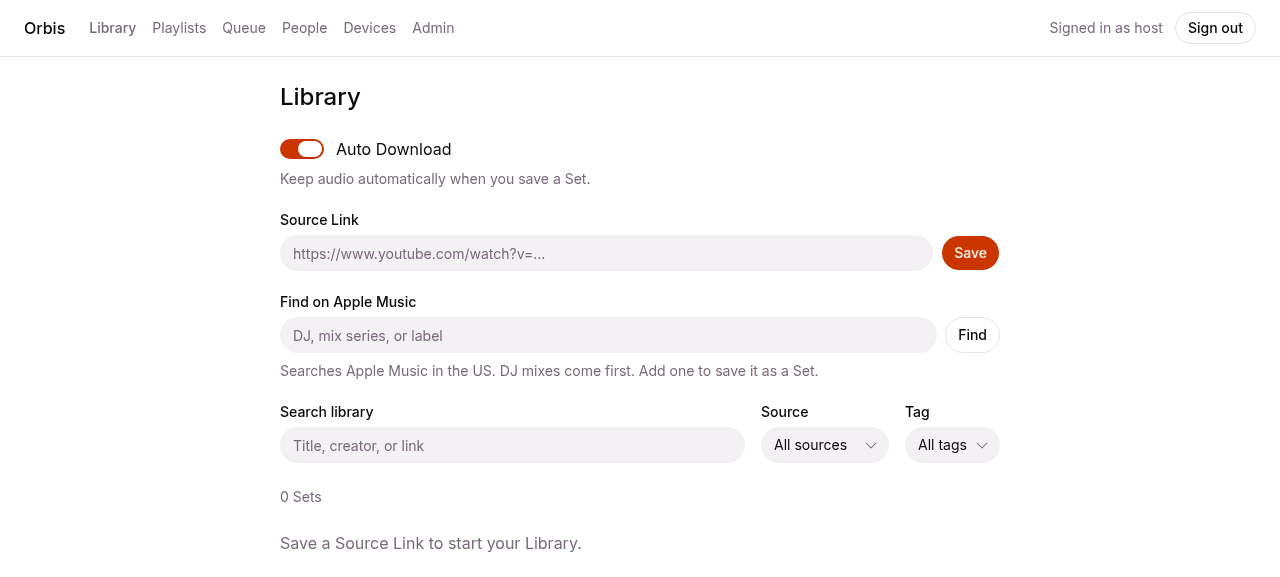 Orbis Library Playlists Queue People Devices Admin Signed in as host Sign out
Library
Auto Download
Keep audio automatically when you save a Set.
Source Link
https://www.youtube.com/watch?v=... Save
Find on Apple Music
DJ, mix series, or label Find
Searches Apple Music in the US. DJ mixes come first. Add one to save it as a Set.
Search library Source Tag
Title, creator, or link All sources All tags
0 Sets
Save a Source Link to start your Library.